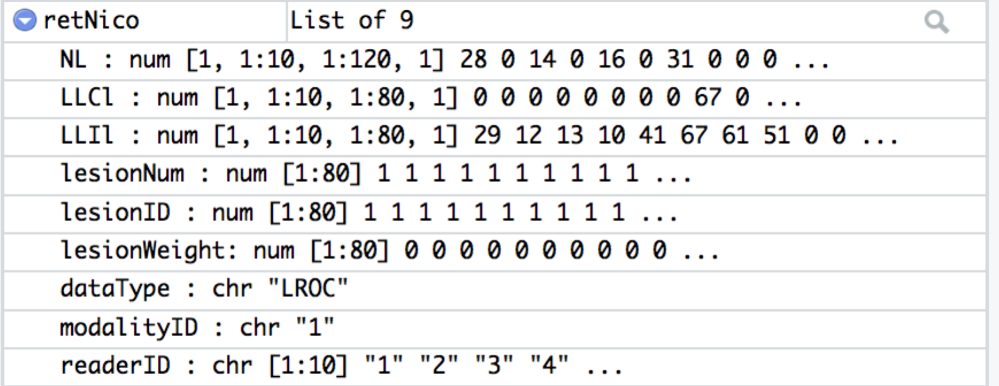 retNico List of 9
NL : num [1, 1:10, 1:120, 1] 28 0 14 0 16 0 31 0 0 0 ...
LLCl : num [1, 1:10, 1:80, 1] 0 0 0 0 0 0 0 0 67 0 ...
LLIl : num [1, 1:10, 1:80, 1] 29 12 13 10 41 67 61 51 0 0 ...
lesionNum : num [1:80] 1 1 1 1 1 1 1 1 1 1 ...
lesionID : num [1:80] 1 1 1 1 1 1 1 1 1 1 ...
lesionWeight: num [1:80] 0 0 0 0 0 0 0 0 0 0 ...
dataType : chr "LROC"
modalityID : chr "1"
readerID : chr [1:10] "1" "2" "3" "4" ...